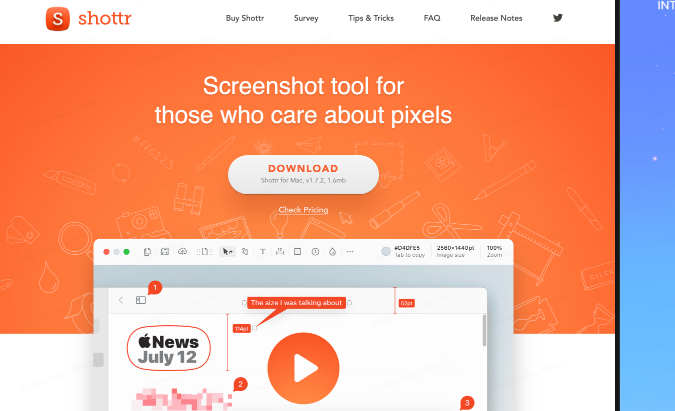 INT
S shottr
Buy Shottr Survey Tips & Tricks FAQ Release Notes
Screenshot tool for
those who care about pixels
DOWNLOAD
Shottr for Mac, v1.7.2, 1.6mb
Check Pricing
#D4DFE5 2560×1440pt 100%
Tab to copy Image size Zoom
1
The size I was talking about
62pt
114pt
News
July 12
2
3